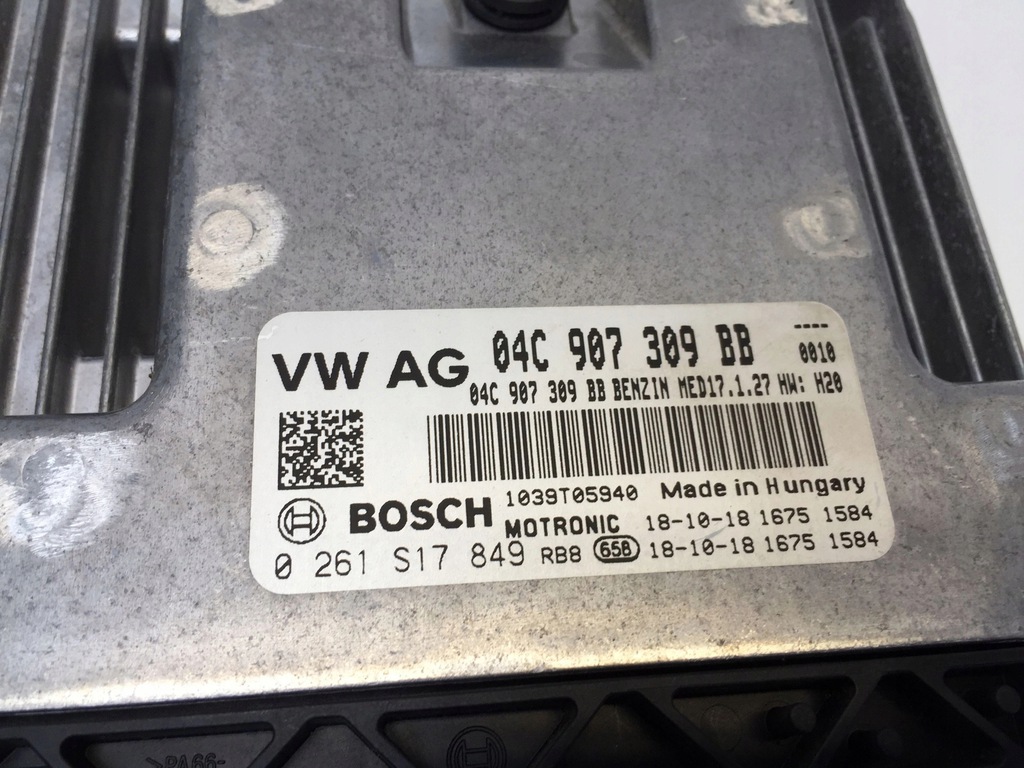 VW AG 04C 907 309 BB ----
0010
04C 907 309 BB BENZIN MED17.1.27 HW: H20
1039T05940 Made in Hungary
BOSCH MOTRONIC 18-10-18 1675 1584
0 261 S17 849 RB8 658 18-10-18 1675 1584
>PA66-